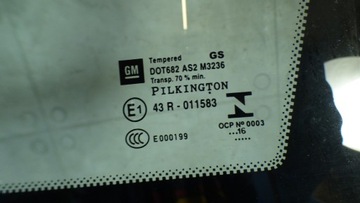 Tempered GS
GM DOT682 AS2 M3236
Transp. 70 % min.
PILKINGTON
E1 43 R - 011583
OCP Nº 0003
....16
CCC E000199